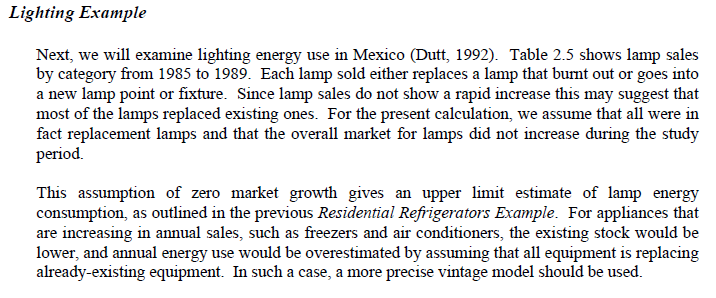 Lighting Example
Next, we will examine lighting energy use in Mexico (Dutt, 1992). Table 2.5 shows lamp sales
by category from 1985 to 1989. Each lamp sold either replaces a lamp that burnt out or goes into
a new lamp point or fixture. Since lamp sales do not show a rapid increase this may suggest that
most of the lamps replaced existing ones. For the present calculation, we assume that all were in
fact replacement lamps and that the overall market for lamps did not increase during the study
period.
This assumption of zero market growth gives an upper limit estimate of lamp energy
consumption, as outlined in the previous Residential Refrigerators Example. For appliances that
are increasing in annual sales, such as freezers and air conditioners, the existing stock would be
lower, and annual energy use would be overestimated by assuming that all equipment is replacing
already-existing equipment. In such a case, a more precise vintage model should be used.